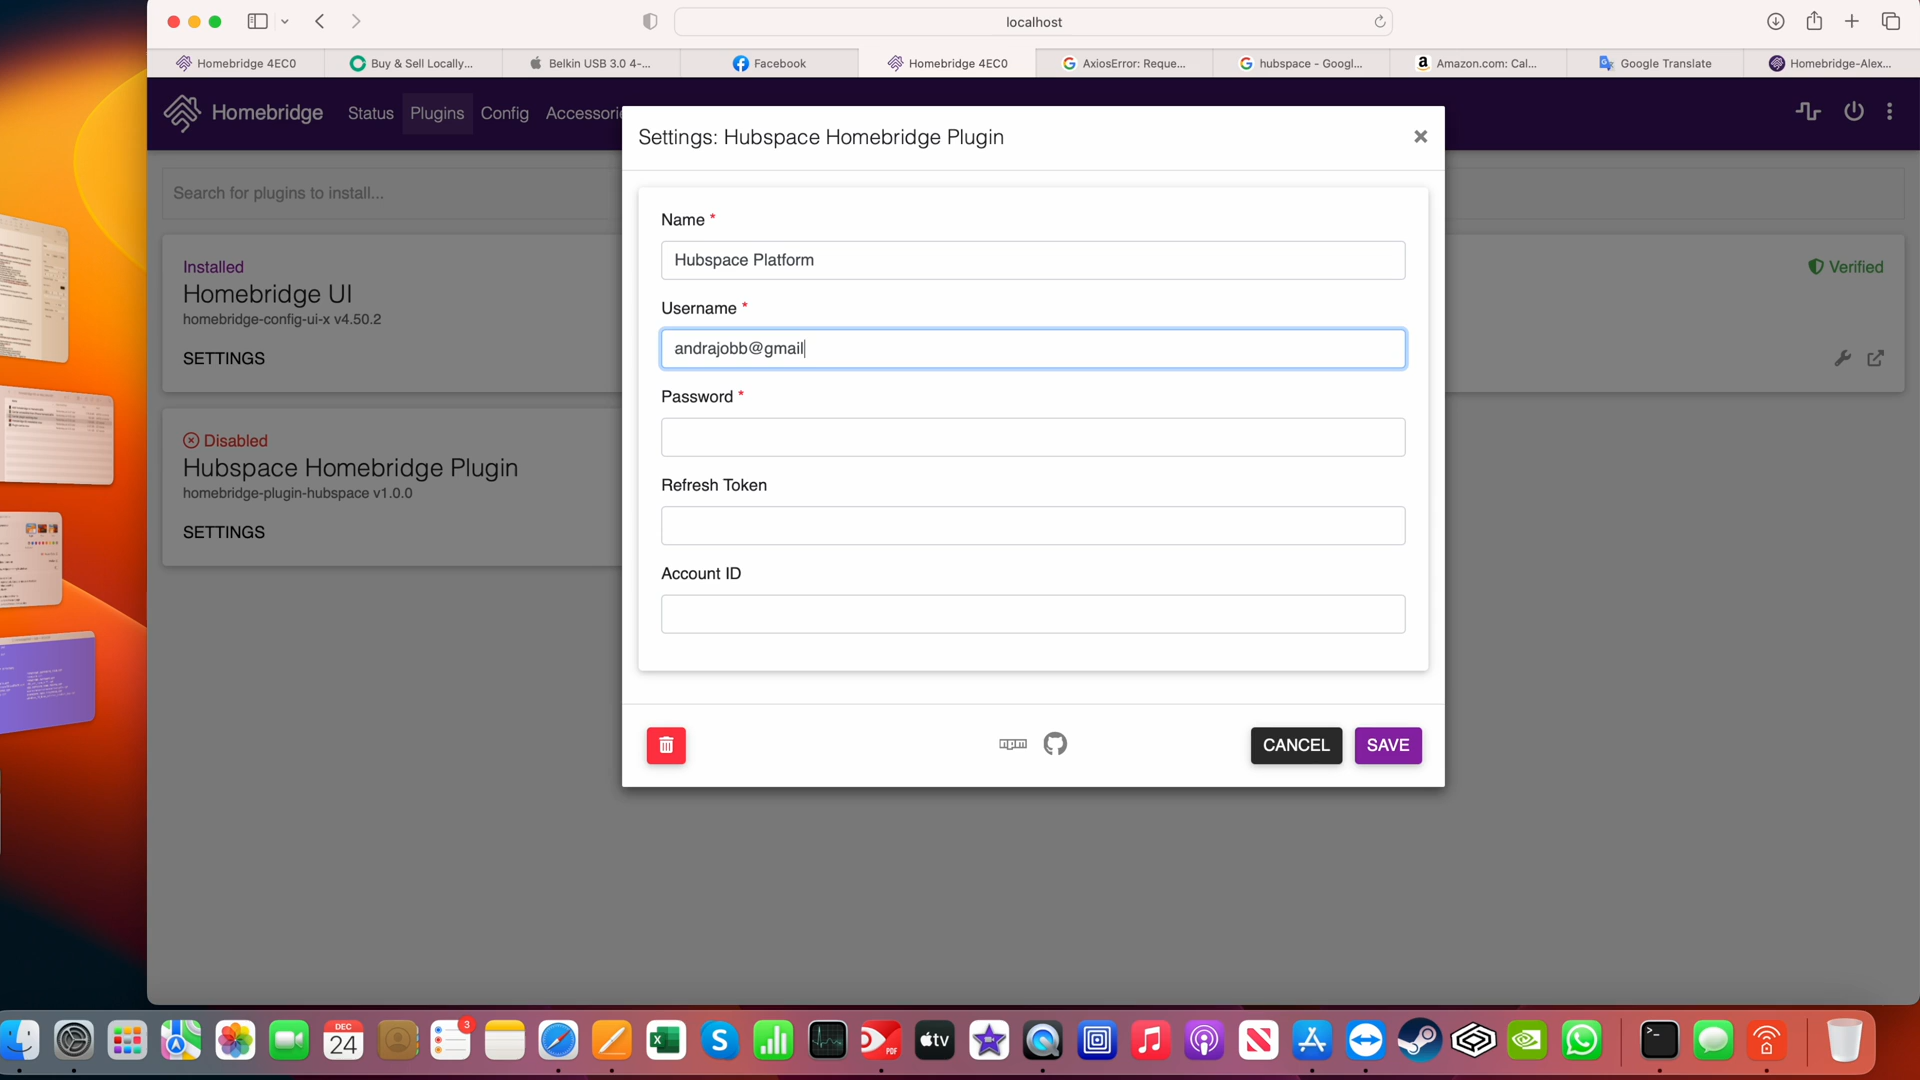 localhost
Homebridge 4EC0
Buy & Sell Locally...
Belkin USB 3.0 4-...
Facebook
Homebridge 4EC0
AxiosError: Reque...
hubspace - Googl...
Amazon.com: Cal...
Google Translate
Homebridge-Alex...
Homebridge
Status
Plugins
Config
Accessorie
Settings: Hubspace Homebridge Plugin
Search for plugins to install...
Name *
Hubspace Platform
Username *
andrajobb@gmail
Password *
Refresh Token
Account ID
CANCEL
SAVE
npm
Installed
Homebridge UI
homebridge-config-ui-x v4.50.2
SETTINGS
Verified
Disabled
Hubspace Homebridge Plugin
homebridge-plugin-hubspace v1.0.0
SETTINGS
DEC
24
3
PDF
tv